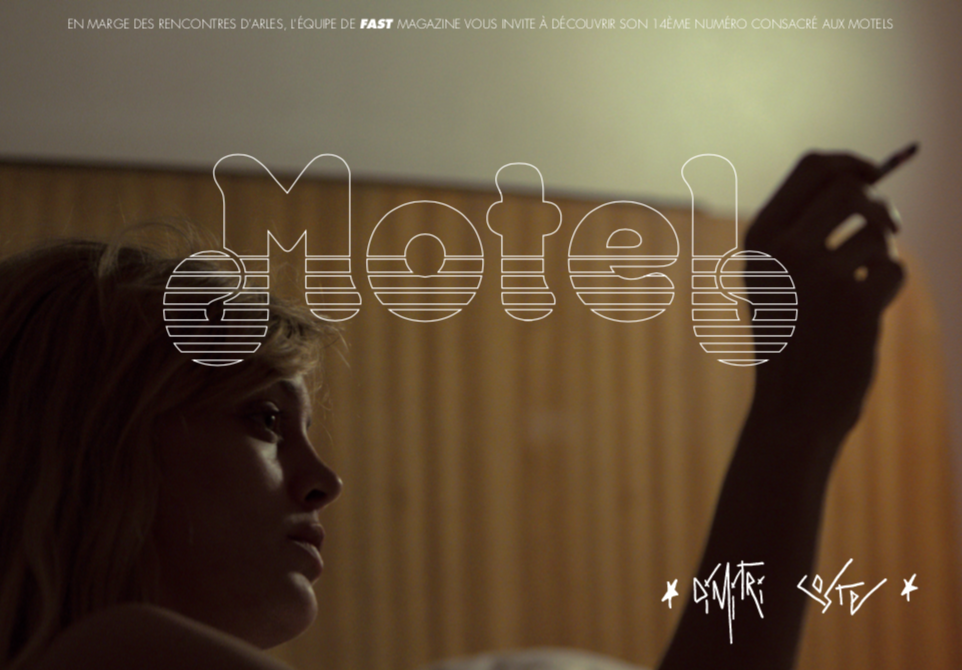 EN MARGE DES RENCONTRES D'ARLES, L'ÉQUIPE DE FAST MAGAZINE VOUS INVITE À DÉCOUVRIR SON 14ÈME NUMÉRO CONSACRÉ AUX MOTELS
Motel
DiMiTRi COSTE